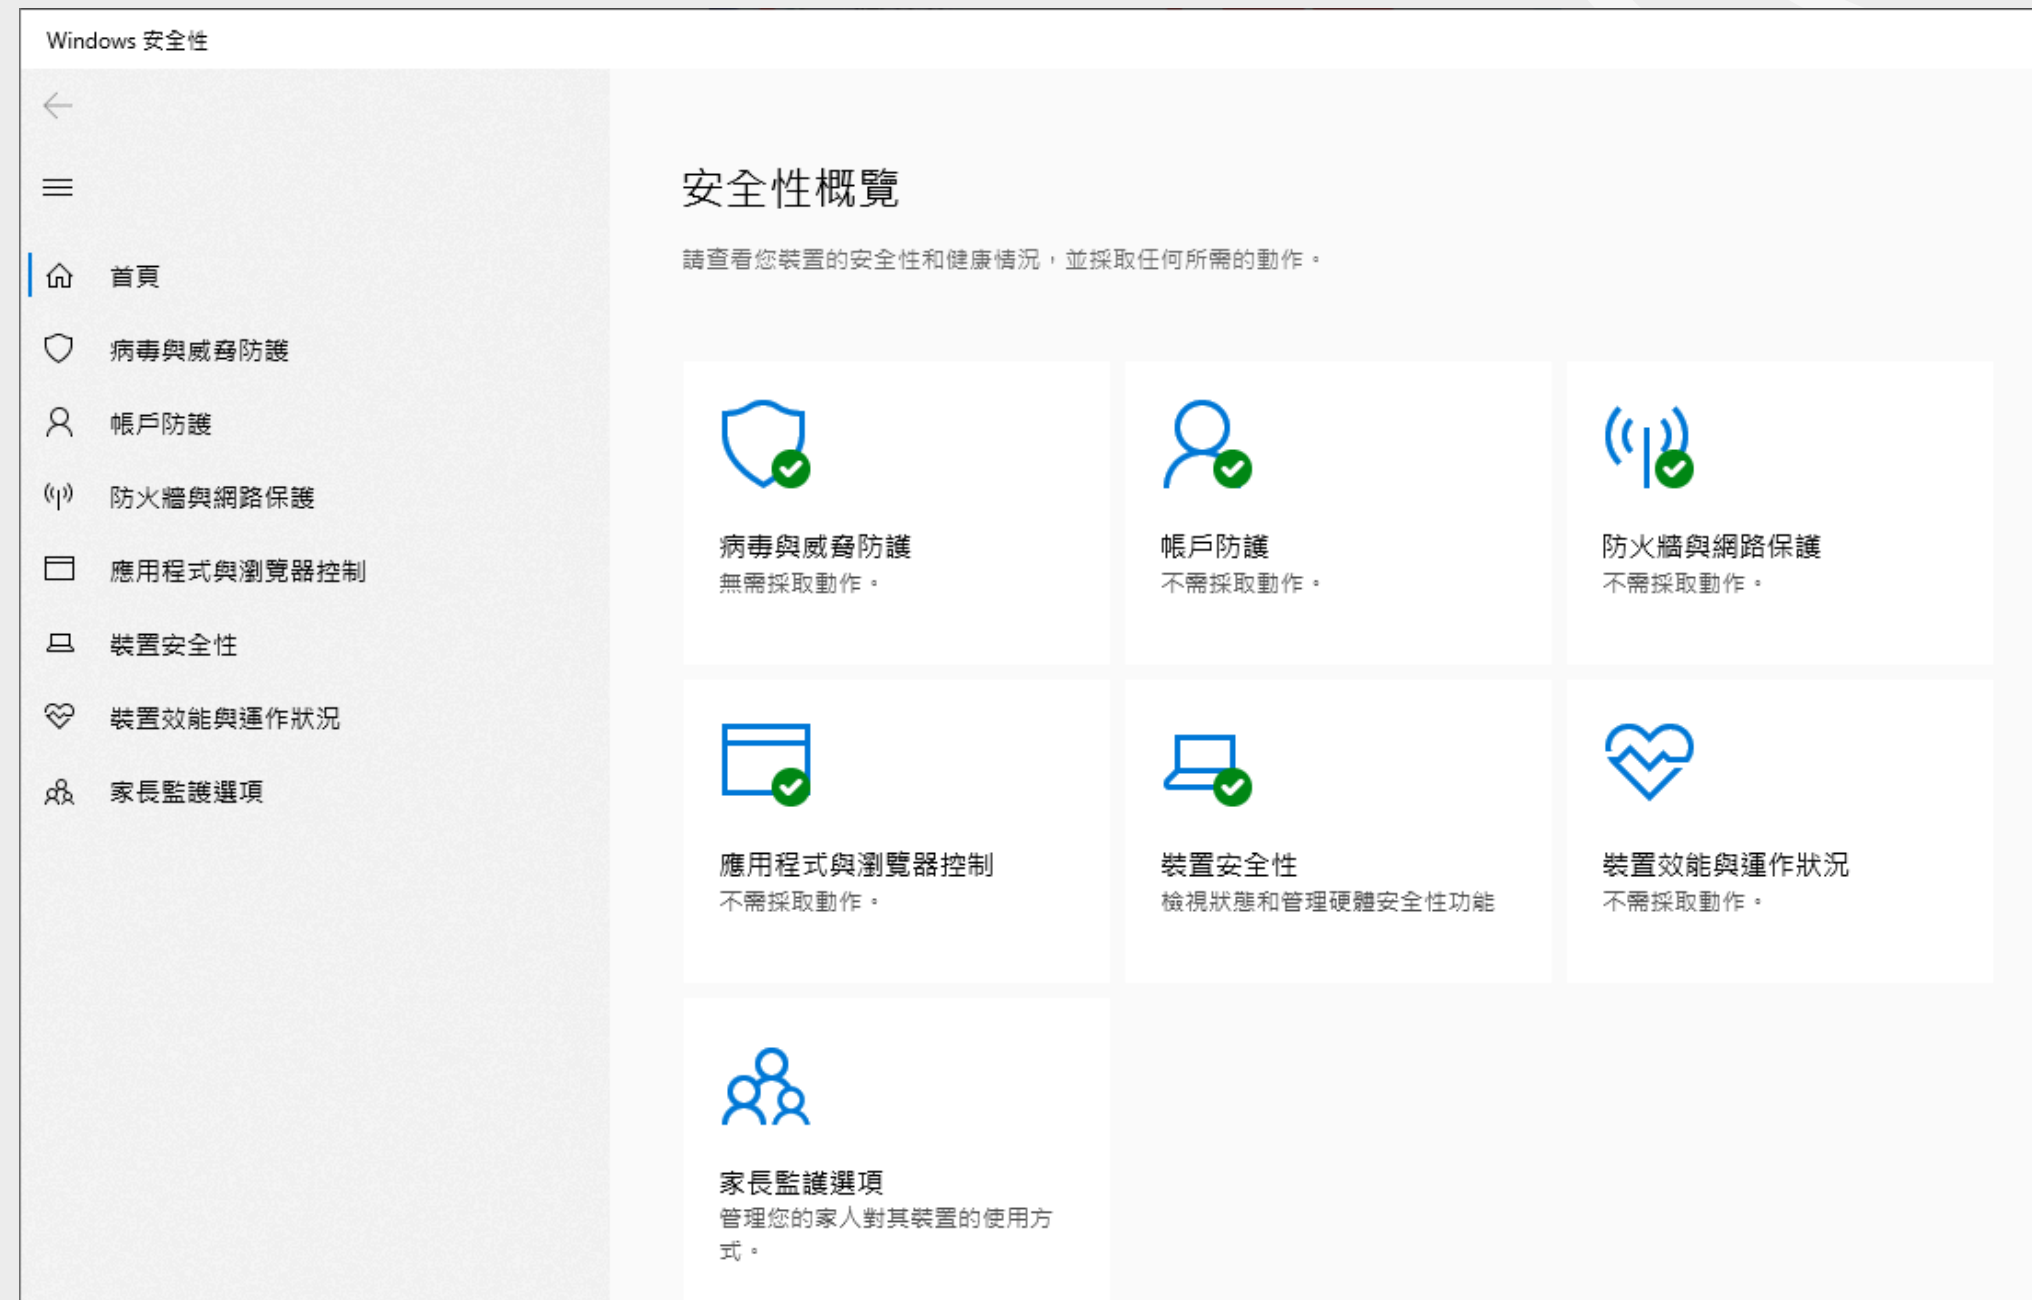 Windows 安全性
首頁
病毒與威脅防護
帳戶防護
防火牆與網路保護
應用程式與瀏覽器控制
裝置安全性
裝置效能與運作狀況
家長監護選項
安全性概覽
請查看您裝置的安全性和健康情況，並採取任何所需的動作。
病毒與威脅防護
無需採取動作。
帳戶防護
不需採取動作。
防火牆與網路保護
不需採取動作。
應用程式與瀏覽器控制
不需採取動作。
裝置安全性
檢視狀態和管理硬體安全性功能
裝置效能與運作狀況
不需採取動作。
家長監護選項
管理您的家人對其裝置的使用方
式。